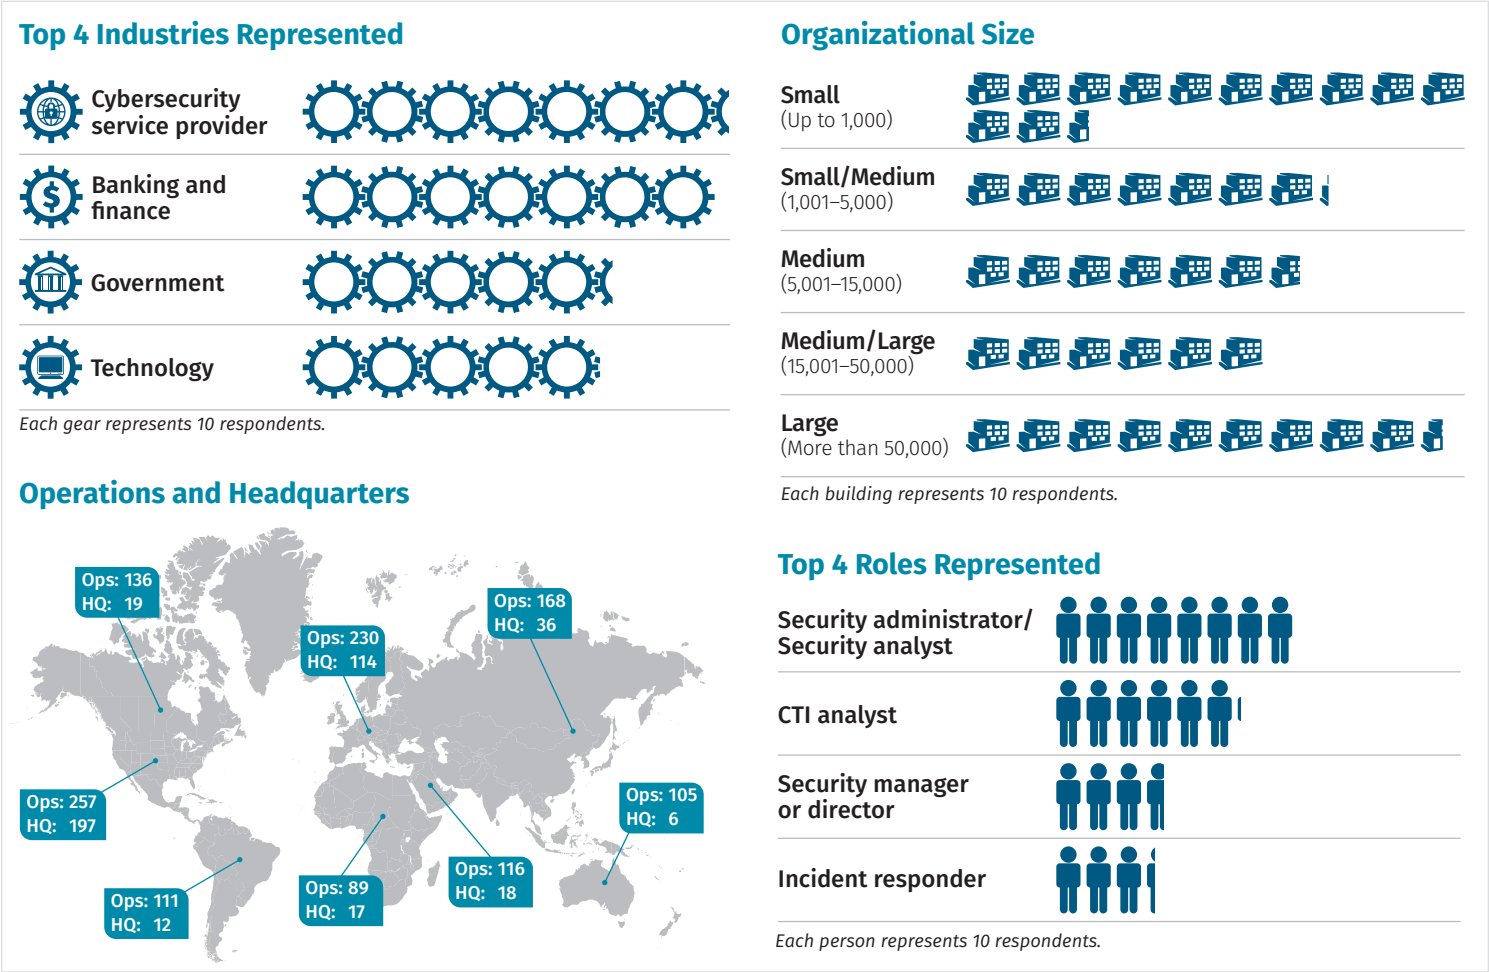 Top 4 Industries Represented
Cybersecurity
service provider
$
Banking and
finance
Government
Technology
Each gear represents 10 respondents.
Operations and Headquarters
Ops: 136
HQ: 19
Ops: 230
HQ: 114
Ops: 168
HQ: 36
Ops: 257
HQ: 197
Ops: 105
HQ: 6
Ops: 111
HQ: 12
Ops: 89
HQ: 17
Ops: 116
HQ: 18
Organizational Size
Small
(Up to 1,000)
Small/Medium
(1,001–5,000)
Medium
(5,001–15,000)
Medium/Large
(15,001–50,000)
Large
(More than 50,000)
Each building represents 10 respondents.
Top 4 Roles Represented
Security administrator/
Security analyst
CTI analyst
Security manager
or director
Incident responder
Each person represents 10 respondents.